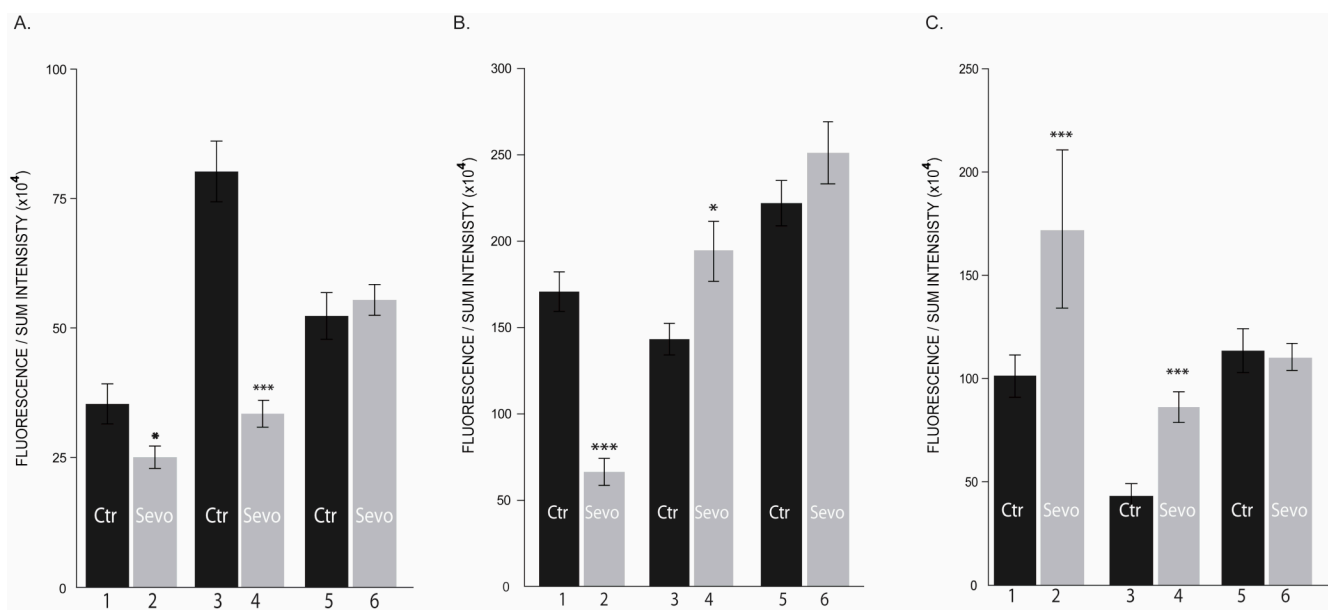 A.
FLUORESCENCE / SUM INTENSISTY (x10⁴)
100
75
50
25
0
Ctr Sevo Ctr Sevo Ctr Sevo
* ***
1 2 3 4 5 6
B.
FLUORESCENCE / SUM INTENSISTY (x10⁴)
300
250
200
150
100
50
0
Ctr Sevo Ctr Sevo Ctr Sevo
*** *
1 2 3 4 5 6
C.
FLUORESCENCE / SUM INTENSISTY (x10⁴)
250
200
150
100
50
0
Ctr Sevo Ctr Sevo Ctr Sevo
*** ***
1 2 3 4 5 6